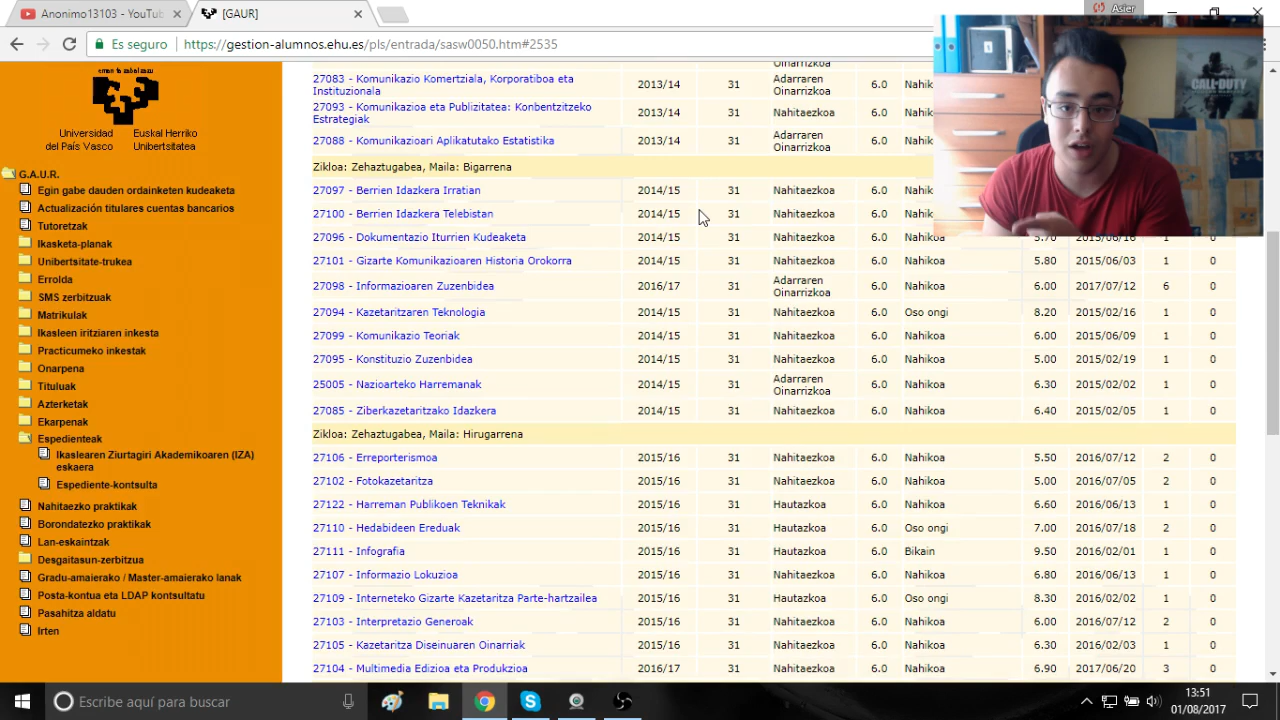 Anonimo13103 - YouTub
[GAUR]
Asier
Es seguro
https://gestion-alumnos.ehu.es/pls/entrada/sasw0050.htm#2535
eman ta zabal zazu
Universidad del País Vasco
Euskal Herriko Unibertsitatea
G.A.U.R.
Egin gabe dauden ordainketen kudeaketa
Actualización titulares cuentas bancarios
Tutoretzak
Ikasketa-planak
Unibertsitate-trukea
Errolda
SMS zerbitzuak
Matrikulak
Ikasleen iritziaren inkesta
Practicumeko inkestak
Onarpena
Tituluak
Azterketak
Ekarpenak
Espedienteak
Ikaslearen Ziurtagiri Akademikoaren (IZA)
eskaera
Espediente-kontsulta
Nahitaezko praktikak
Borondatezko praktikak
Lan-eskaintzak
Desgaitasun-zerbitzua
Gradu-amaierako / Master-amaierako lanak
Posta-kontua eta LDAP kontsultatu
Pasahitza aldatu
Irten
Oinarrizkoa
27083 - Komunikazio Komertziala, Korporatiboa eta
Instituzionala 2013/14 31 Adarraren Oinarrizkoa 6.0 Nahik
27093 - Komunikazioa eta Publizitatea: Konbentzitzeko
Estrategiak 2013/14 31 Nahitaezkoa 6.0 Nahik
27088 - Komunikazioari Aplikatutako Estatistika 2013/14 31 Adarraren Oinarrizkoa 6.0 Nahik
Zikloa: Zehaztugabea, Maila: Bigarrena
27097 - Berrien Idazkera Irratian 2014/15 31 Nahitaezkoa 6.0 Nahik
27100 - Berrien Idazkera Telebistan 2014/15 31 Nahitaezkoa 6.0 Nahik
27096 - Dokumentazio Iturrien Kudeaketa 2014/15 31 Nahitaezkoa 6.0 Nahikoa 5.70 2015/06/16 1 0
27101 - Gizarte Komunikazioaren Historia Orokorra 2014/15 31 Nahitaezkoa 6.0 Nahikoa 5.80 2015/06/03 1 0
27098 - Informazioaren Zuzenbidea 2016/17 31 Adarraren Oinarrizkoa 6.0 Nahikoa 6.00 2017/07/12 6 0
27094 - Kazetaritzaren Teknologia 2014/15 31 Nahitaezkoa 6.0 Oso ongi 8.20 2015/02/16 1 0
27099 - Komunikazio Teoriak 2014/15 31 Nahitaezkoa 6.0 Nahikoa 6.00 2015/06/09 1 0
27095 - Konstituzio Zuzenbidea 2014/15 31 Nahitaezkoa 6.0 Nahikoa 5.00 2015/02/19 1 0
25005 - Nazioarteko Harremanak 2014/15 31 Adarraren Oinarrizkoa 6.0 Nahikoa 6.30 2015/02/02 1 0
27085 - Ziberkazetaritzako Idazkera 2014/15 31 Nahitaezkoa 6.0 Nahikoa 6.40 2015/02/05 1 0
Zikloa: Zehaztugabea, Maila: Hirugarrena
27106 - Erreporterismoa 2015/16 31 Nahitaezkoa 6.0 Nahikoa 5.50 2016/07/12 2 0
27102 - Fotokazetaritza 2015/16 31 Nahitaezkoa 6.0 Nahikoa 5.00 2016/07/05 2 0
27122 - Harreman Publikoen Teknikak 2015/16 31 Hautazkoa 6.0 Nahikoa 6.60 2016/06/13 1 0
27110 - Hedabideen Ereduak 2015/16 31 Hautazkoa 6.0 Oso ongi 7.00 2016/07/18 2 0
27111 - Infografia 2015/16 31 Hautazkoa 6.0 Bikain 9.50 2016/02/01 1 0
27107 - Informazio Lokuzioa 2015/16 31 Nahitaezkoa 6.0 Nahikoa 6.80 2016/06/13 1 0
27109 - Interneteko Gizarte Kazetaritza Parte-hartzailea 2015/16 31 Hautazkoa 6.0 Oso ongi 8.30 2016/02/02 1 0
27103 - Interpretazio Generoak 2015/16 31 Nahitaezkoa 6.0 Nahikoa 6.00 2016/07/12 2 0
27105 - Kazetaritza Diseinuaren Oinarriak 2015/16 31 Nahitaezkoa 6.0 Nahikoa 6.30 2016/02/03 1 0
27104 - Multimedia Edizioa eta Produkzioa 2016/17 31 Nahitaezkoa 6.0 Nahikoa 6.90 2017/06/20 3 0
CALL OF DUTY
Escribe aquí para buscar
13:51
01/08/2017